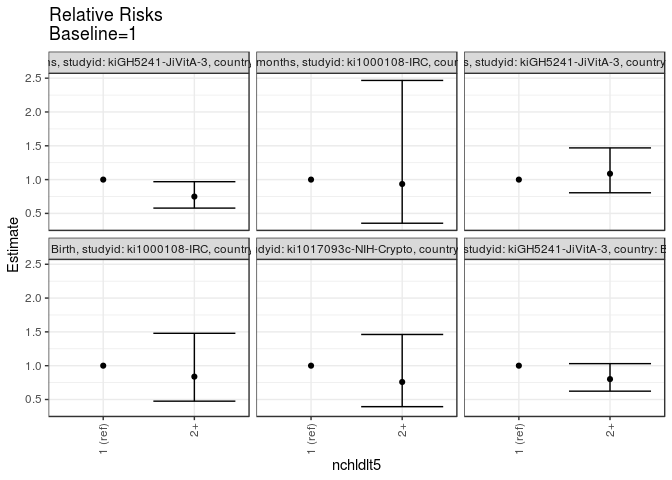 Relative Risks
Baseline=1
studyid: kiGH5241-JiVitA-3, country
months, studyid: ki1000108-IRC,
studyid: kiGH5241-JiVitA-3, country
2.5
2.0
1.5
1.0
0.5
Birth, studyid: ki1000108-IRC, country
ki1017093c-NIH-Crypto, country
studyid: kiGH5241-JiVitA-3, country:
2.5
2.0
1.5
1.0
0.5
Estimate
1 (ref)
2+
1 (ref)
2+
1 (ref)
2+
nchldlt5